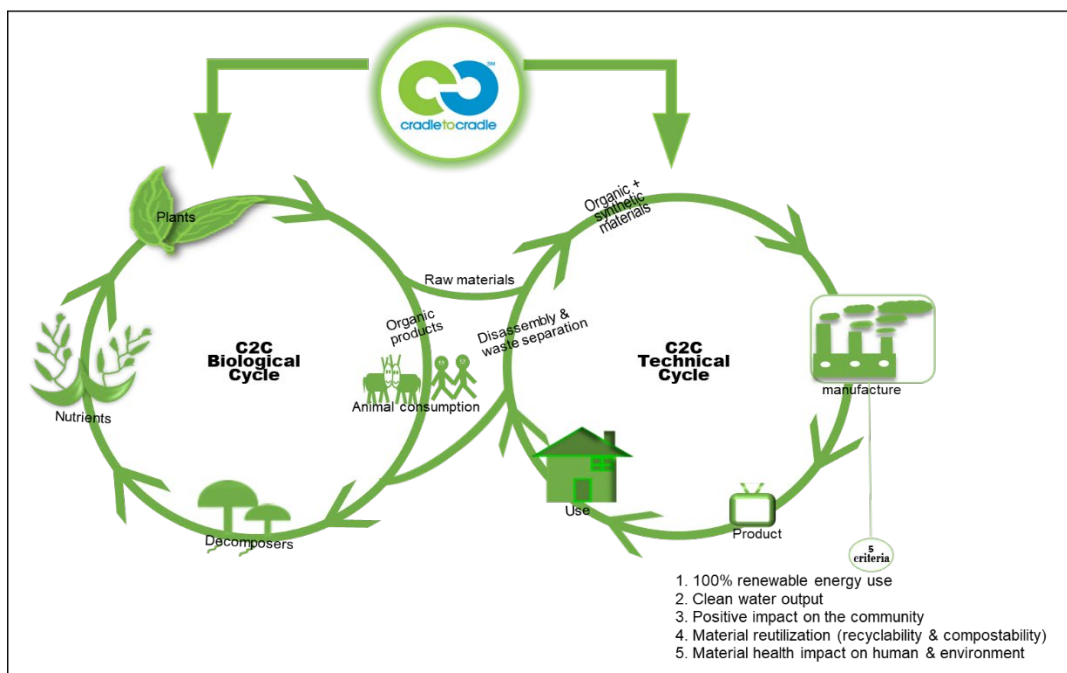 SM
cradletocradle
Plants
Raw materials
Organic
products
C2C
Biological
Cycle
Animal consumption
Nutrients
Decomposers
Organic +
synthetic
materials
Disassembly &
waste separation
C2C
Technical
Cycle
manufacture
Use
Product
5
criteria
1. 100% renewable energy use
2. Clean water output
3. Positive impact on the community
4. Material reutilization (recyclability & compostability)
5. Material health impact on human & environment